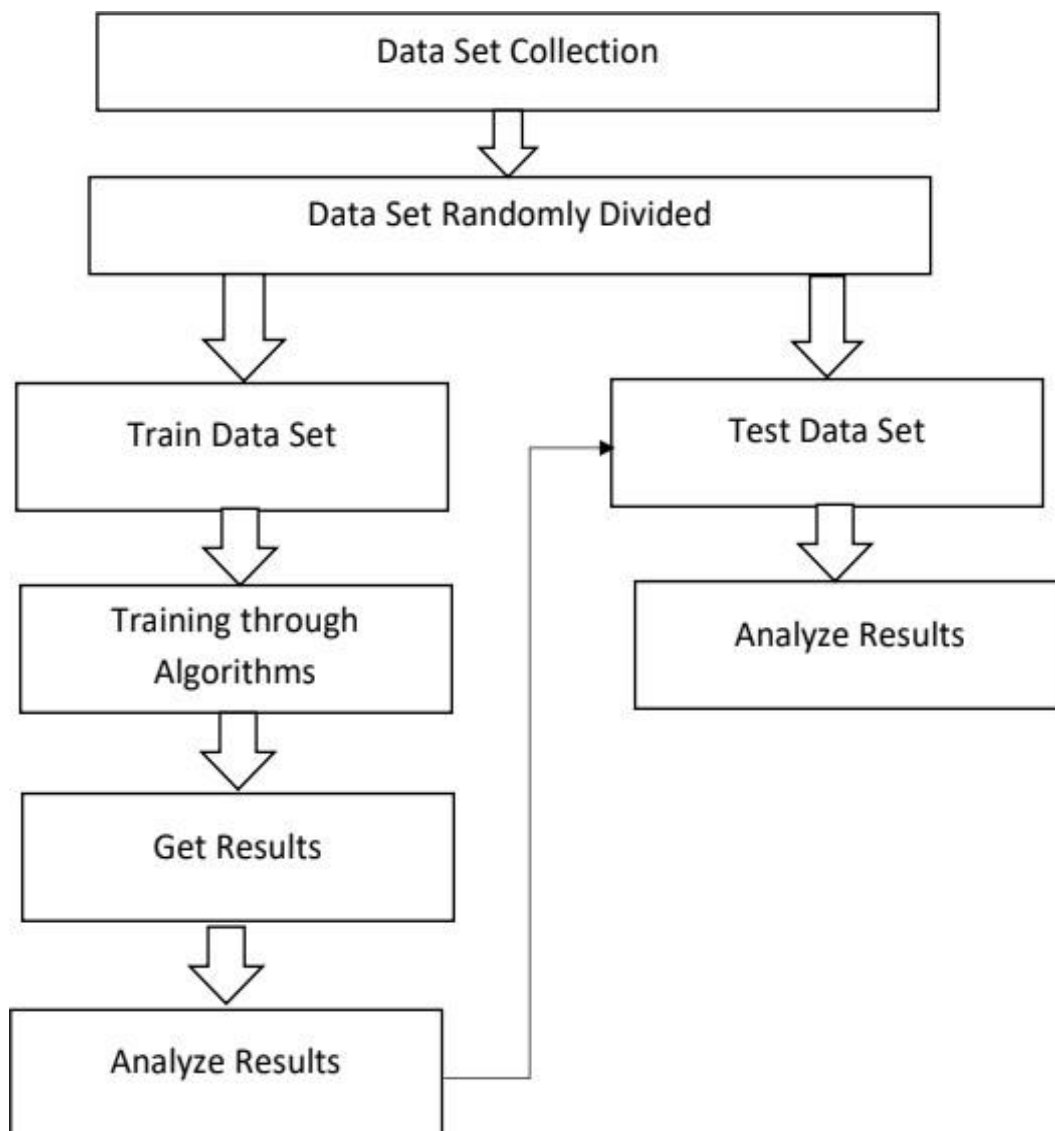 Data Set Collection
Data Set Randomly Divided
Train Data Set
Test Data Set
Training through
Algorithms
Analyze Results
Get Results
Analyze Results